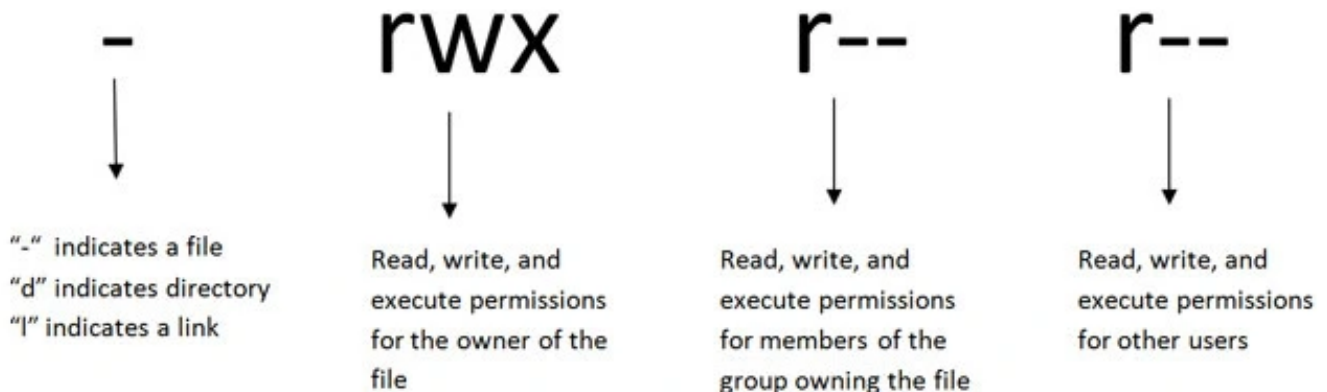 - rwx r-- r--
“-“ indicates a file
“d” indicates directory
“l” indicates a link
Read, write, and
execute permissions
for the owner of the
file
Read, write, and
execute permissions
for members of the
group owning the file
Read, write, and
execute permissions
for other users